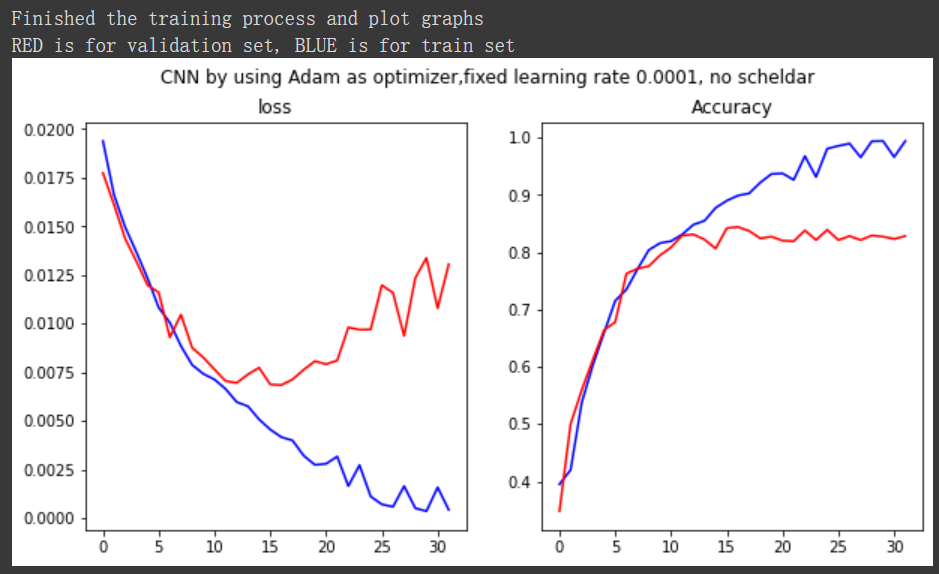 Finished the training process and plot graphs
RED is for validation set, BLUE is for train set
CNN by using Adam as optimizer,fixed learning rate 0.0001, no scheldar
loss
Accuracy
0.0200
0.0175
0.0150
0.0125
0.0100
0.0075
0.0050
0.0025
0.0000
0 5 10 15 20 25 30
1.0
0.9
0.8
0.7
0.6
0.5
0.4
0 5 10 15 20 25 30